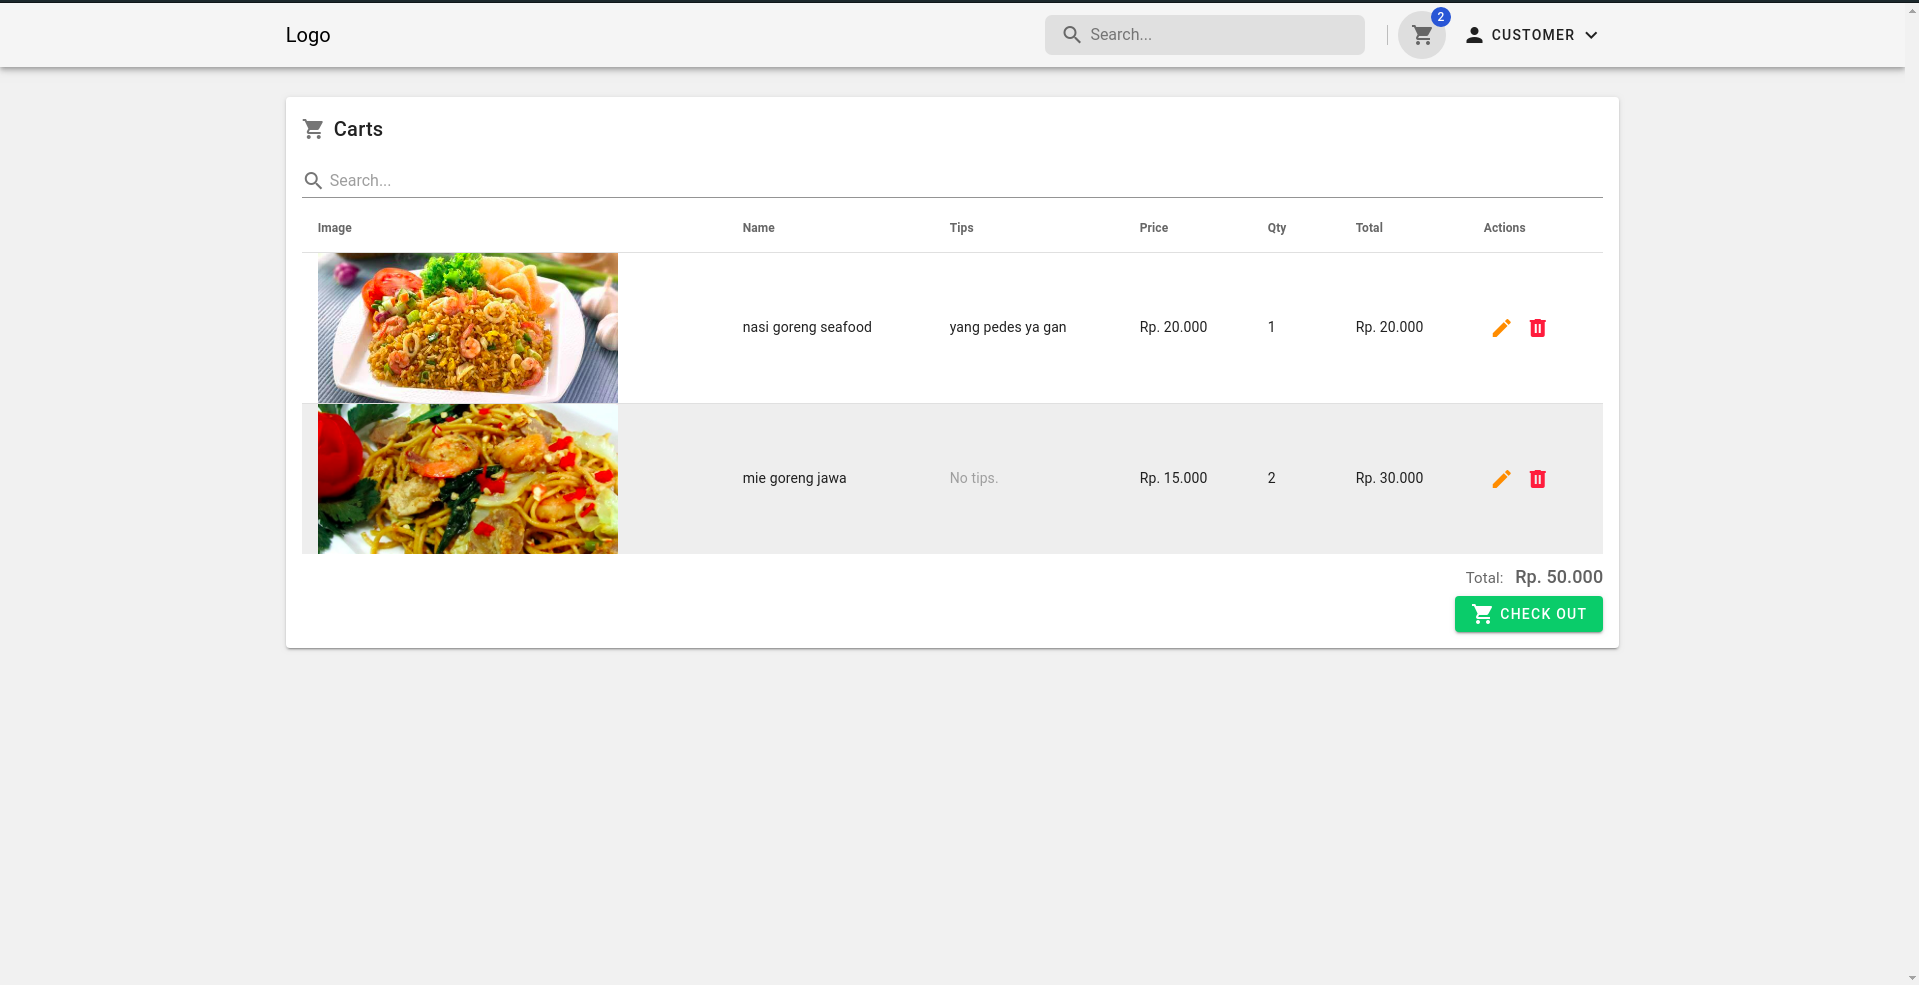 Logo
Search...
2
CUSTOMER
Carts
Search...
Image Name Tips Price Qty Total Actions
nasi goreng seafood yang pedes ya gan Rp. 20.000 1 Rp. 20.000
mie goreng jawa No tips. Rp. 15.000 2 Rp. 30.000
Total: Rp. 50.000
CHECK OUT